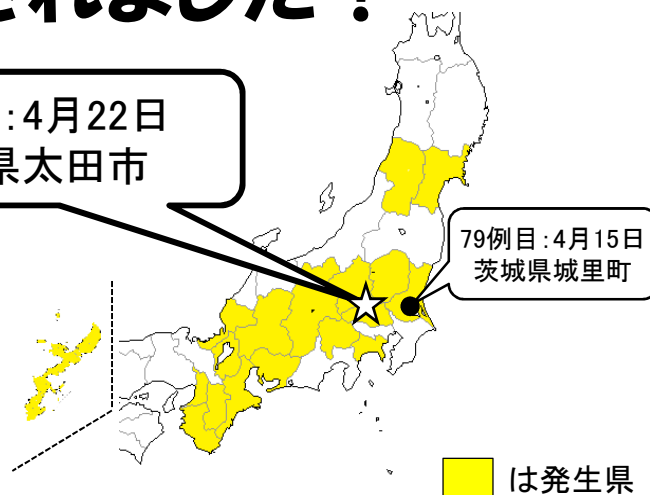 されました！
：4月22日
県太田市
79例目：4月15日
茨城県城里町
は発生県